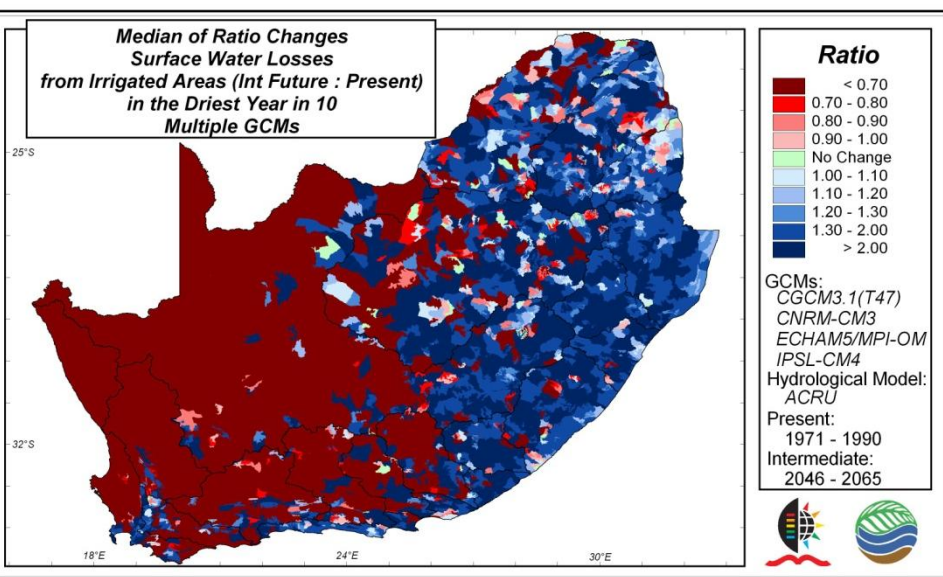 Median of Ratio Changes
Surface Water Losses
from Irrigated Areas (Int Future : Present)
in the Driest Year in 10
Multiple GCMs
25°S
32°S
18°E
24°E
30°E
Ratio
< 0.70
0.70 - 0.80
0.80 - 0.90
0.90 - 1.00
No Change
1.00 - 1.10
1.10 - 1.20
1.20 - 1.30
1.30 - 2.00
> 2.00
GCMs:
CGCM3.1(T47)
CNRM-CM3
ECHAM5/MPI-OM
IPSL-CM4
Hydrological Model:
ACRU
Present:
1971 - 1990
Intermediate:
2046 - 2065